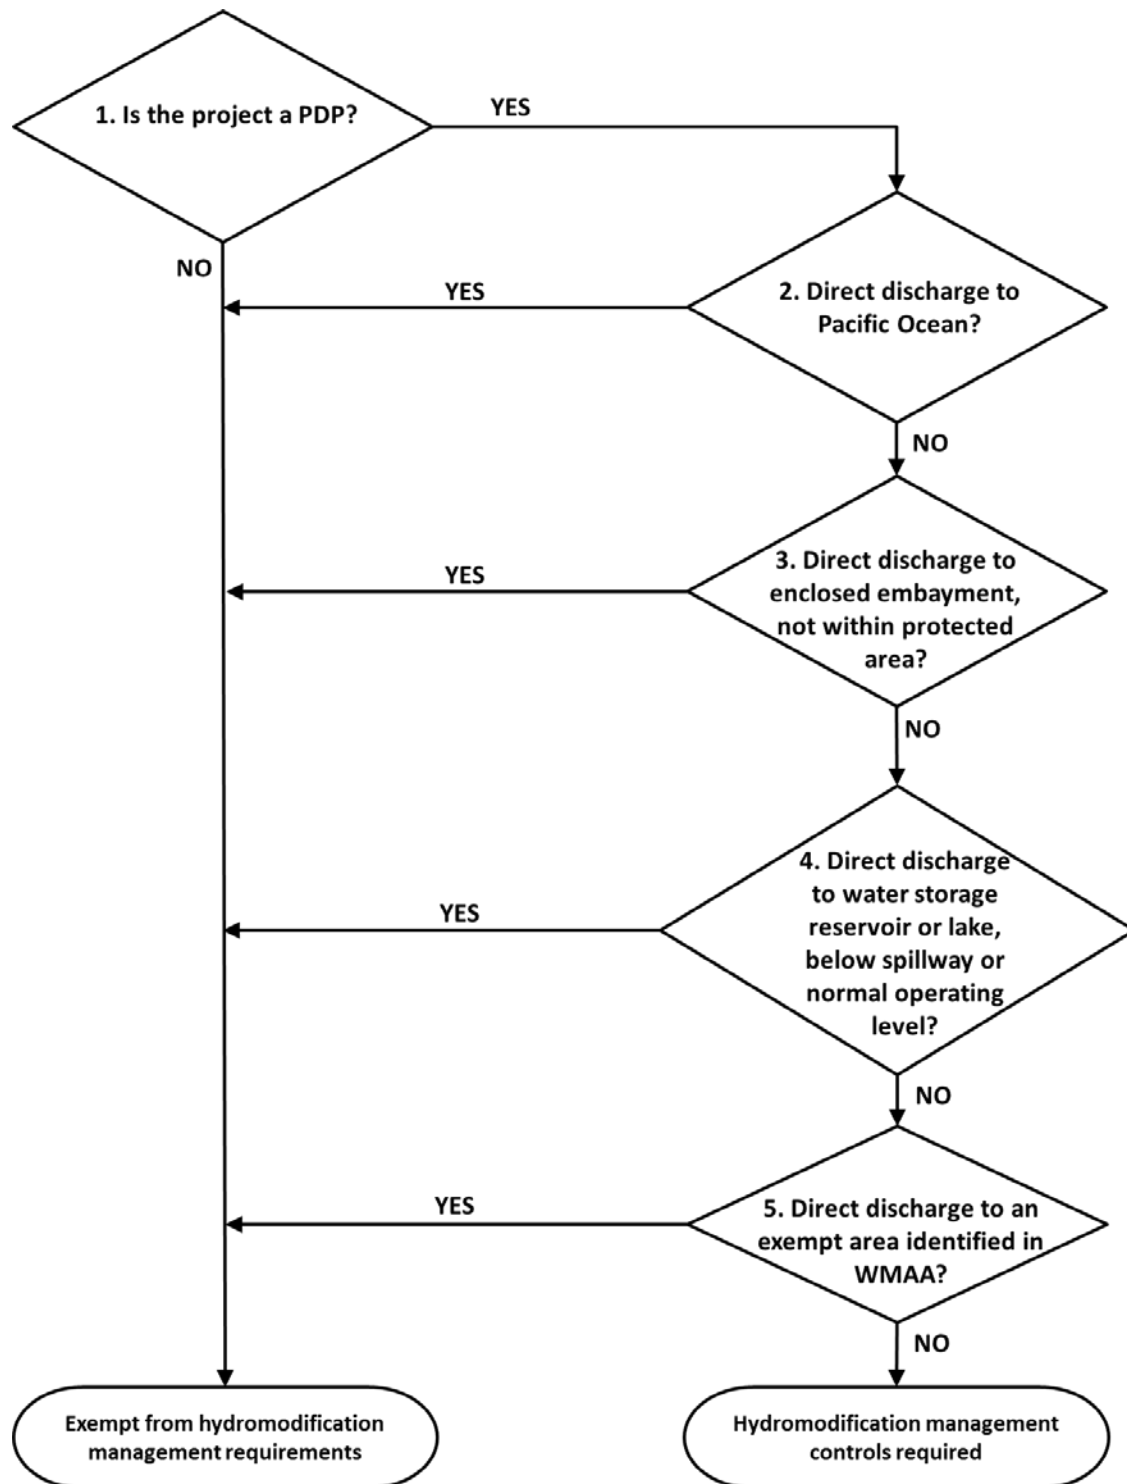 1. Is the project a PDP?
YES
NO
2. Direct discharge to
Pacific Ocean?
YES
NO
3. Direct discharge to
enclosed embayment,
not within protected
area?
YES
NO
4. Direct discharge
to water storage
reservoir or lake,
below spillway or
normal operating
level?
YES
NO
5. Direct discharge to an
exempt area identified in
WMAA?
YES
NO
Exempt from hydromodification
management requirements
Hydromodification management
controls required